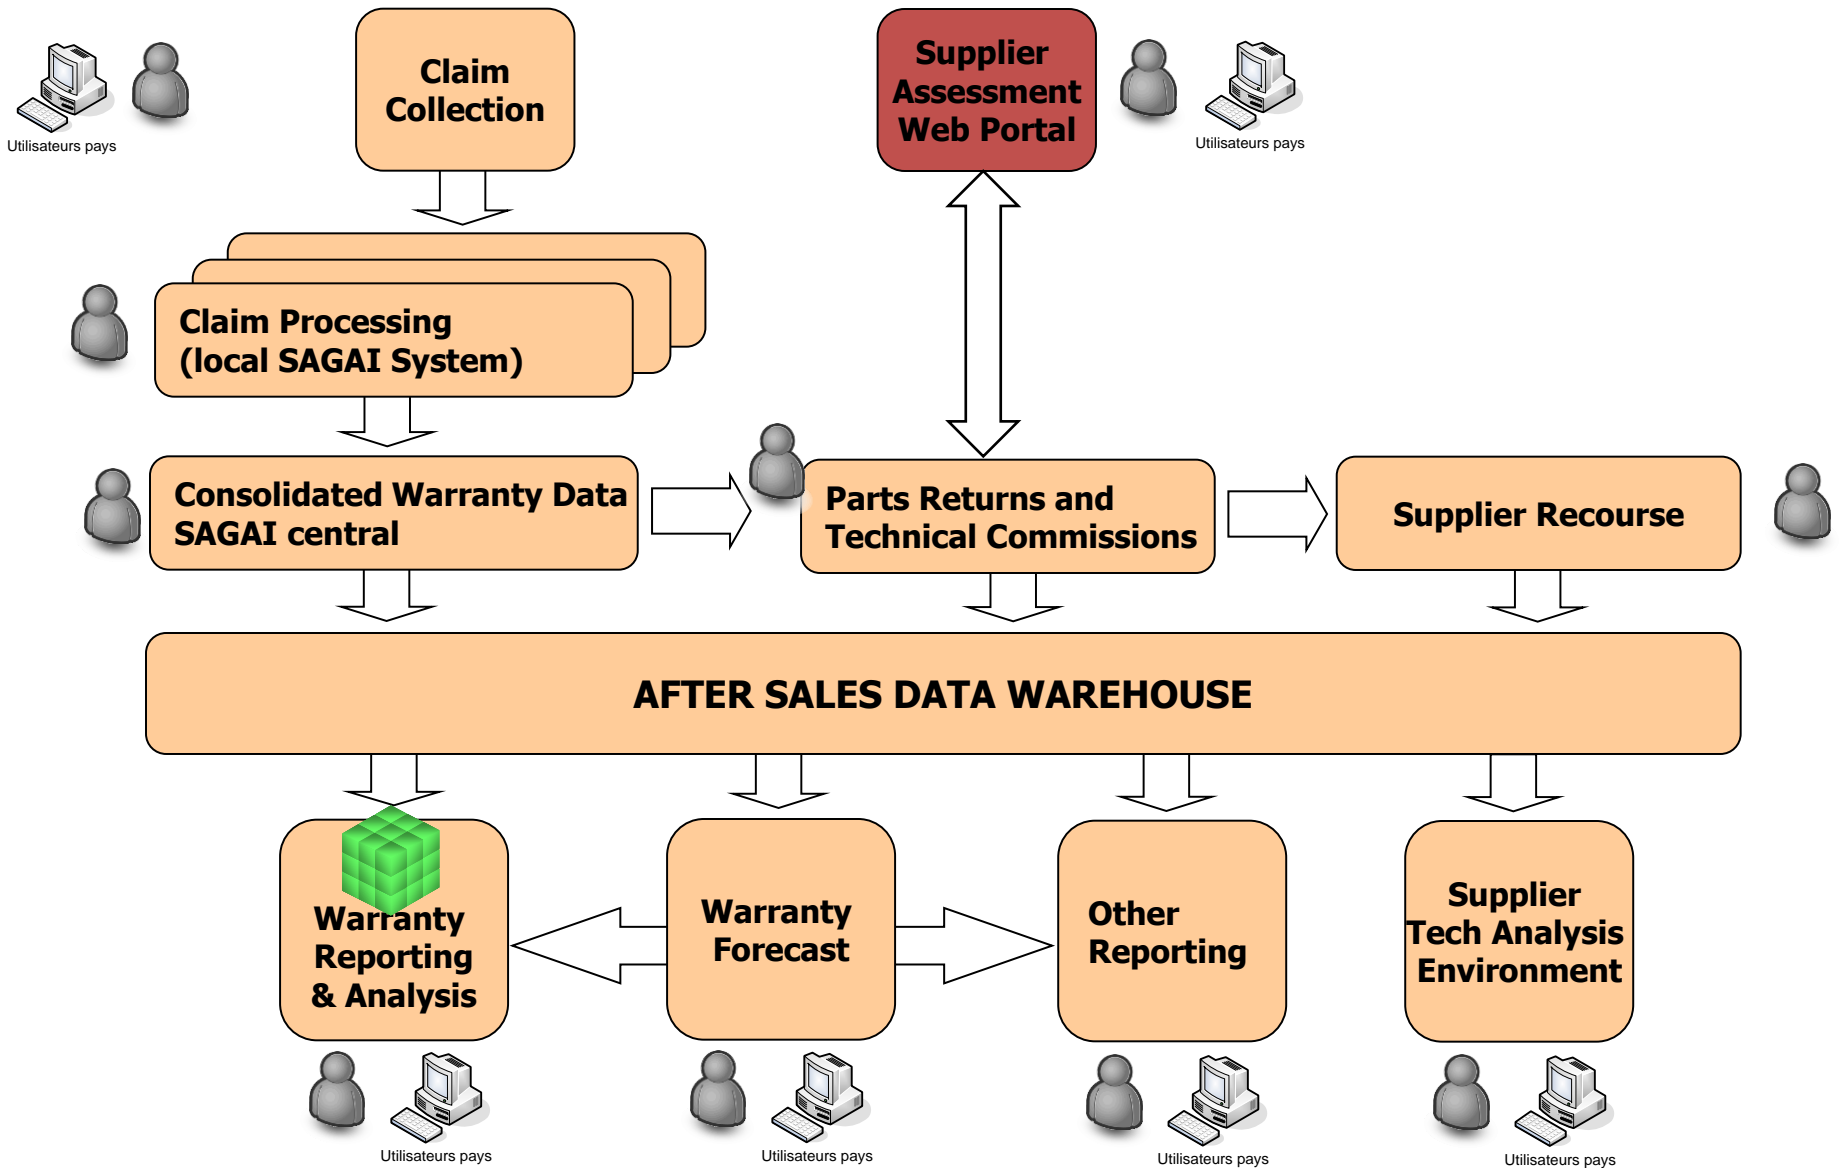 Utilisateurs pays
Claim
Collection
Supplier
Assessment
Web Portal
Utilisateurs pays
Claim Processing
(local SAGAI System)
Consolidated Warranty Data
SAGAI central
Parts Returns and
Technical Commissions
Supplier Recourse
AFTER SALES DATA WAREHOUSE
Warranty
Reporting
& Analysis
Warranty
Forecast
Other
Reporting
Supplier
Tech Analysis
Environment
Utilisateurs pays
Utilisateurs pays
Utilisateurs pays
Utilisateurs pays